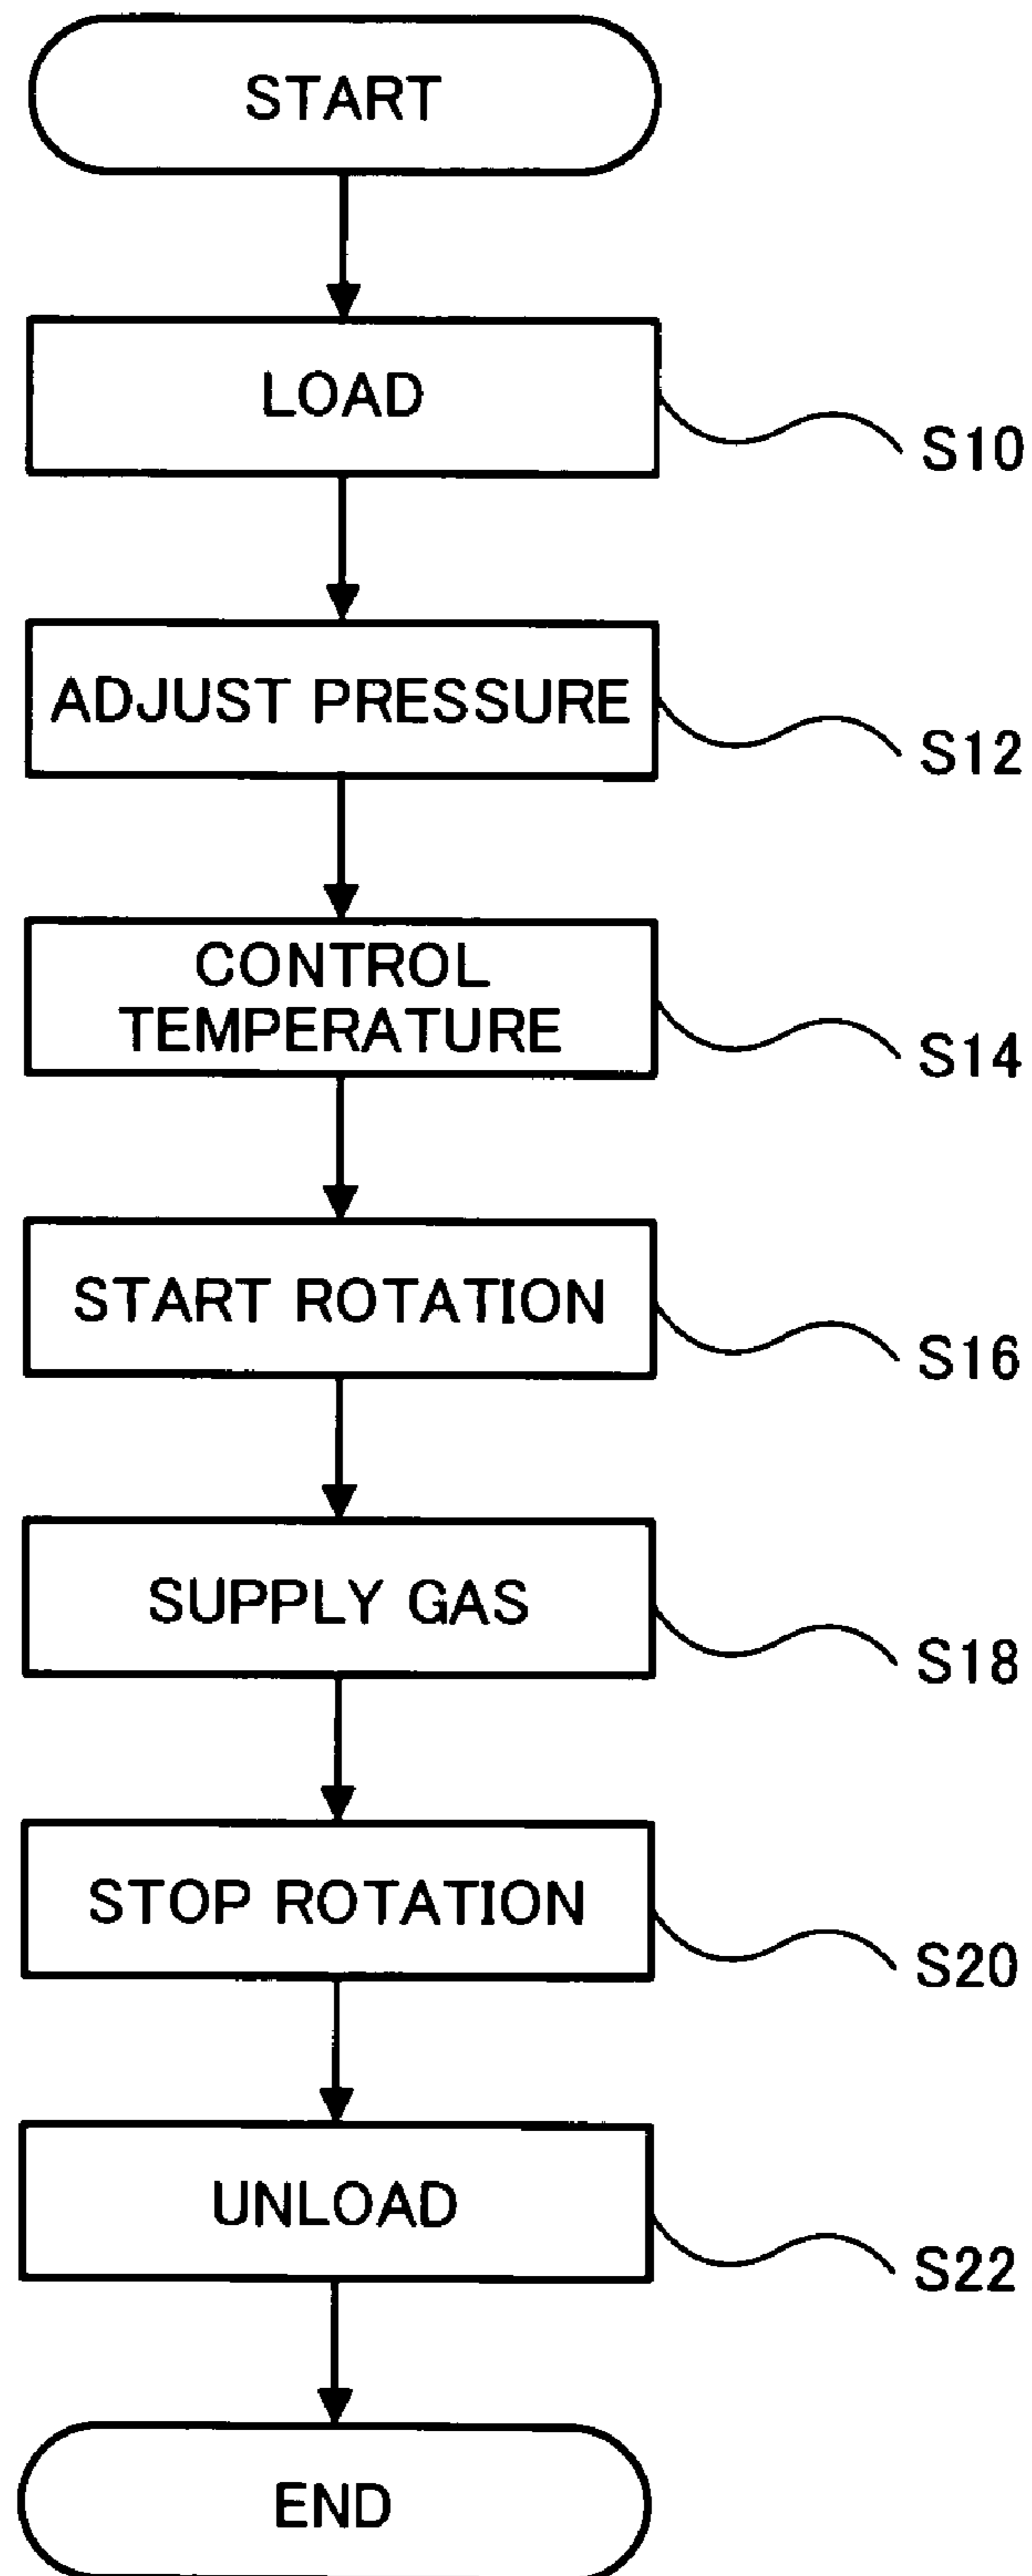 START
LOAD
S10
ADJUST PRESSURE
S12
CONTROL
TEMPERATURE
S14
START ROTATION
S16
SUPPLY GAS
S18
STOP ROTATION
S20
UNLOAD
S22
END